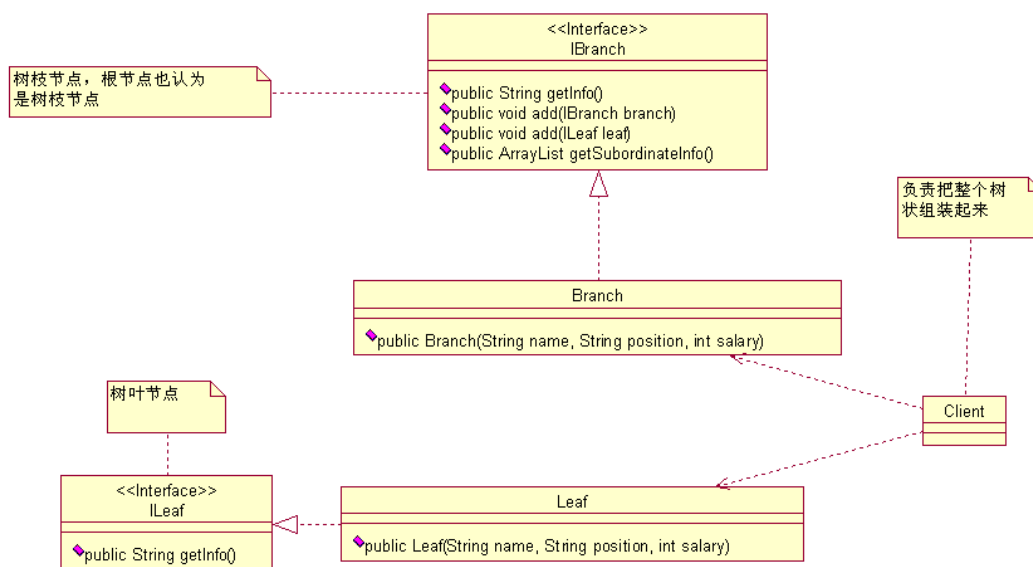 <<Interface>>
IBranch
public String getInfo()
public void add(IBranch branch)
public void add(ILeaf leaf)
public ArrayList getSubordinateInfo()
树枝节点，根节点也认为
是树枝节点
负责把整个树
状组装起来
Branch
public Branch(String name, String position, int salary)
树叶节点
Client
<<Interface>>
ILeaf
public String getInfo()
Leaf
public Leaf(String name, String position, int salary)